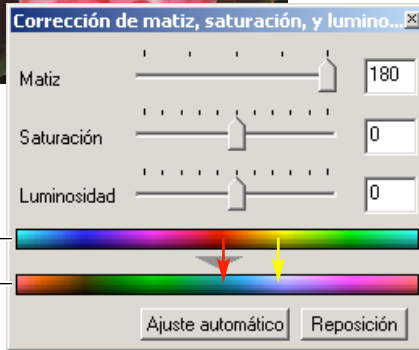 Corrección de matiz, saturación, y lumino...
Matiz 180
Saturación 0
Luminosidad 0
Ajuste automático Reposición